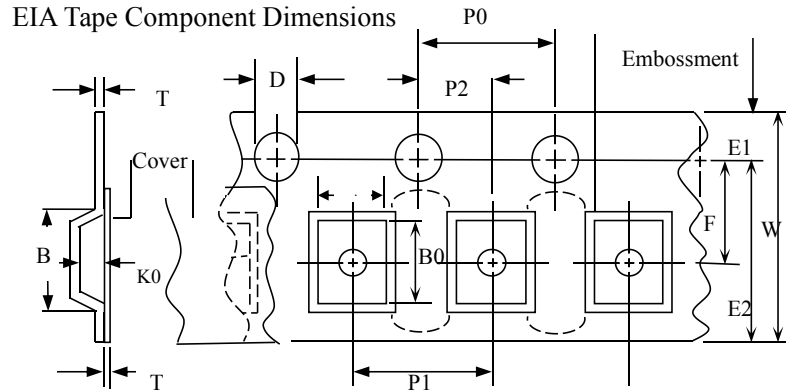 EIA Tape Component Dimensions
P0
Embossment
D
P2
T
E1
Cover
F
W
B0
B
K0
E2
P1
T